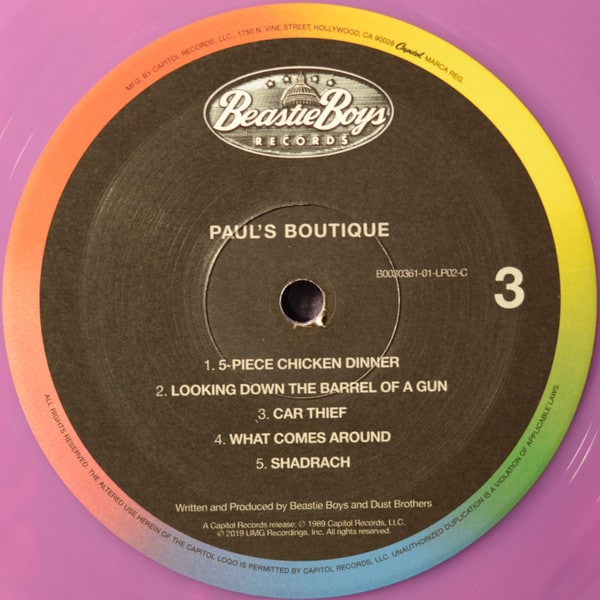 MFG. BY CAPITOL RECORDS, LLC., 1750 N. VINE STREET, HOLLYWOOD, CA 90028 Capitol MARCA REG.
Beastie Boys
RECORDS
PAUL'S BOUTIQUE
B0030361-01-LP02-C
3
1. 5-PIECE CHICKEN DINNER
2. LOOKING DOWN THE BARREL OF A GUN
3. CAR THIEF
4. WHAT COMES AROUND
5. SHADRACH
Written and Produced by Beastie Boys and Dust Brothers
A Capitol Records release: ℗ 1989 Capitol Records, LLC.
© 2019 UMG Recordings, Inc. All rights reserved.
ALL RIGHTS RESERVED. THE ALTERED USE HEREIN OF THE CAPITOL LOGO IS PERMITTED BY CAPITOL RECORDS, LLC. UNAUTHORIZED DUPLICATION IS A VIOLATION OF APPLICABLE LAWS.